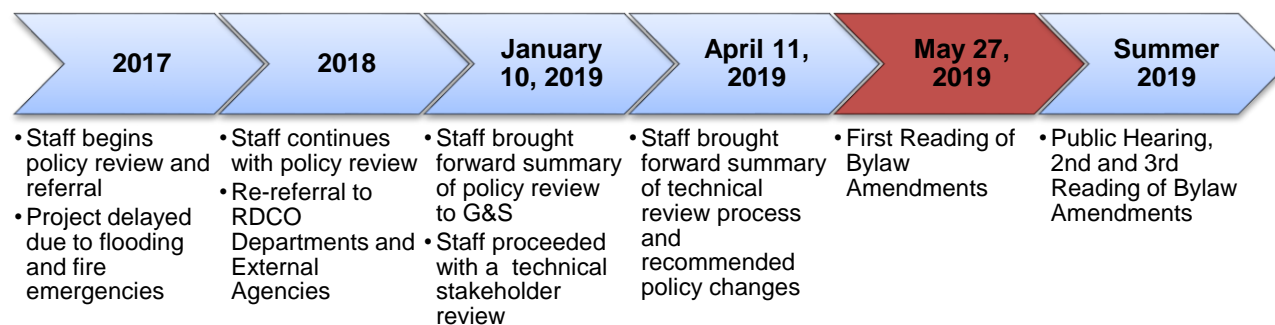 2017
2018
January
10, 2019
April 11,
2019
May 27,
2019
Summer
2019
• Staff begins
policy review and
referral
• Project delayed
due to flooding
and fire
emergencies
• Staff continues
with policy review
• Re-referral to
RDCO
Departments and
External
Agencies
• Staff brought
forward summary
of policy review
to G&S
• Staff proceeded
with a technical
stakeholder
review
• Staff brought
forward summary
of technical
review process
and
recommended
policy changes
• First Reading of
Bylaw
Amendments
• Public Hearing,
2nd and 3rd
Reading of Bylaw
Amendments